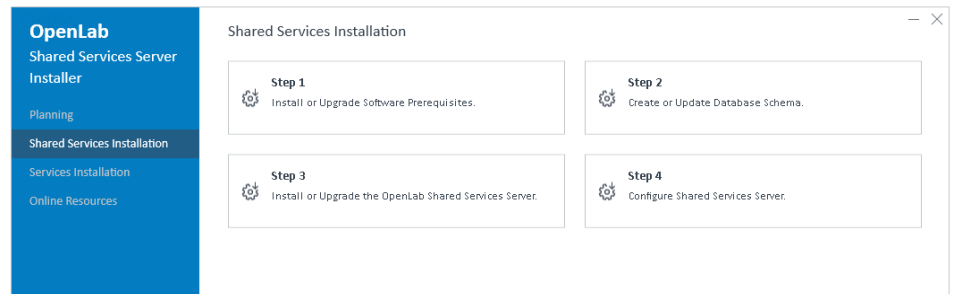 OpenLab
Shared Services Server
Installer
Planning
Shared Services Installation
Services Installation
Online Resources
Shared Services Installation
Step 1
Install or Upgrade Software Prerequisites.
Step 2
Create or Update Database Schema.
Step 3
Install or Upgrade the OpenLab Shared Services Server.
Step 4
Configure Shared Services Server.